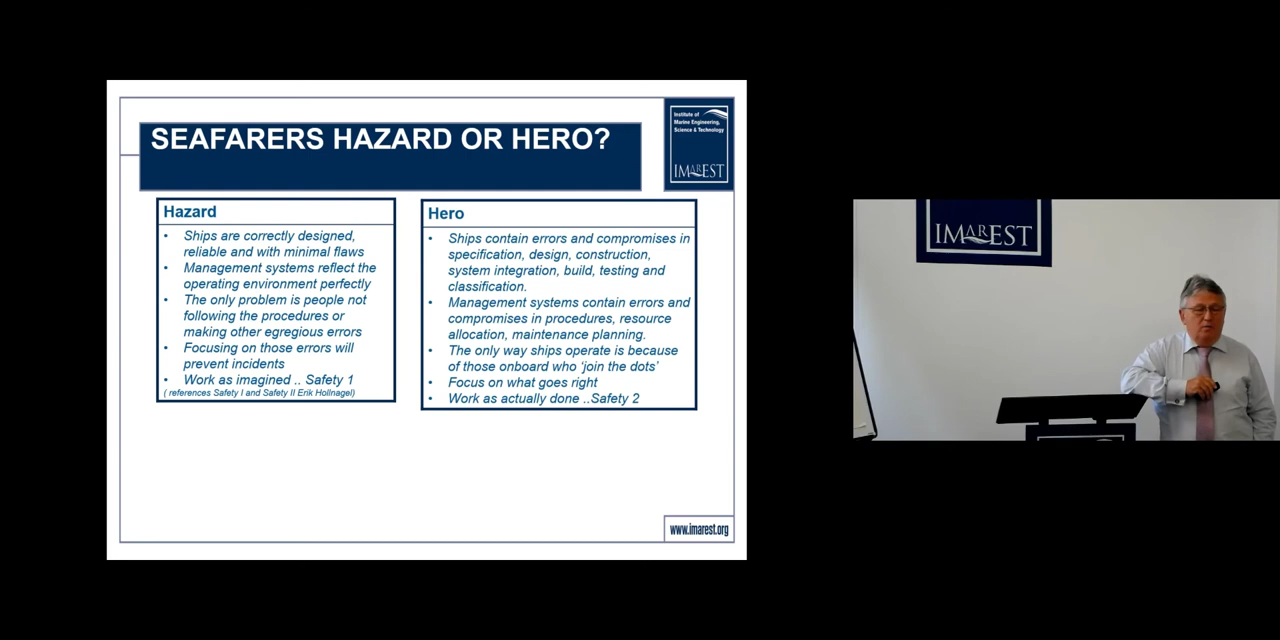 SEAFARERS HAZARD OR HERO?
Institute of
Marine Engineering,
Science & Technology
IMAREST
Hazard
• Ships are correctly designed,
reliable and with minimal flaws
• Management systems reflect the
operating environment perfectly
• The only problem is people not
following the procedures or
making other egregious errors
• Focusing on those errors will
prevent incidents
• Work as imagined .. Safety 1
( references Safety I and Safety II Erik Hollnagel)
Hero
• Ships contain errors and compromises in
specification, design, construction,
system integration, build, testing and
classification.
• Management systems contain errors and
compromises in procedures, resource
allocation, maintenance planning.
• The only way ships operate is because
of those onboard who ‘join the dots’
• Focus on what goes right
• Work as actually done ..Safety 2
www.imarest.org
IMAREST